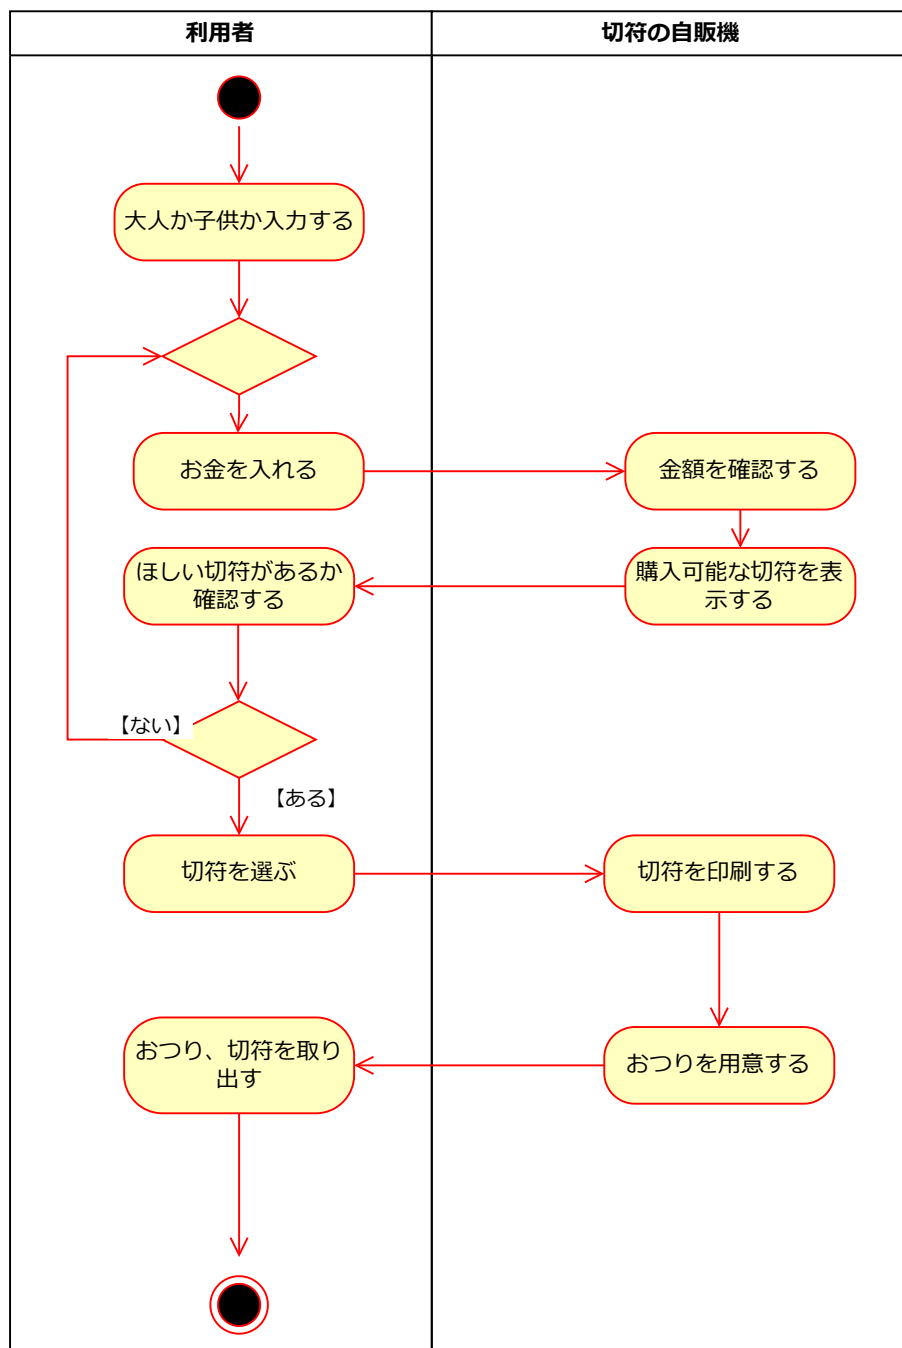 利用者
切符の自販機
大人か子供か入力する
お金を入れる
金額を確認する
ほしい切符があるか
確認する
購入可能な切符を表
示する
【ない】
【ある】
切符を選ぶ
切符を印刷する
おつり、切符を取り
出す
おつりを用意する